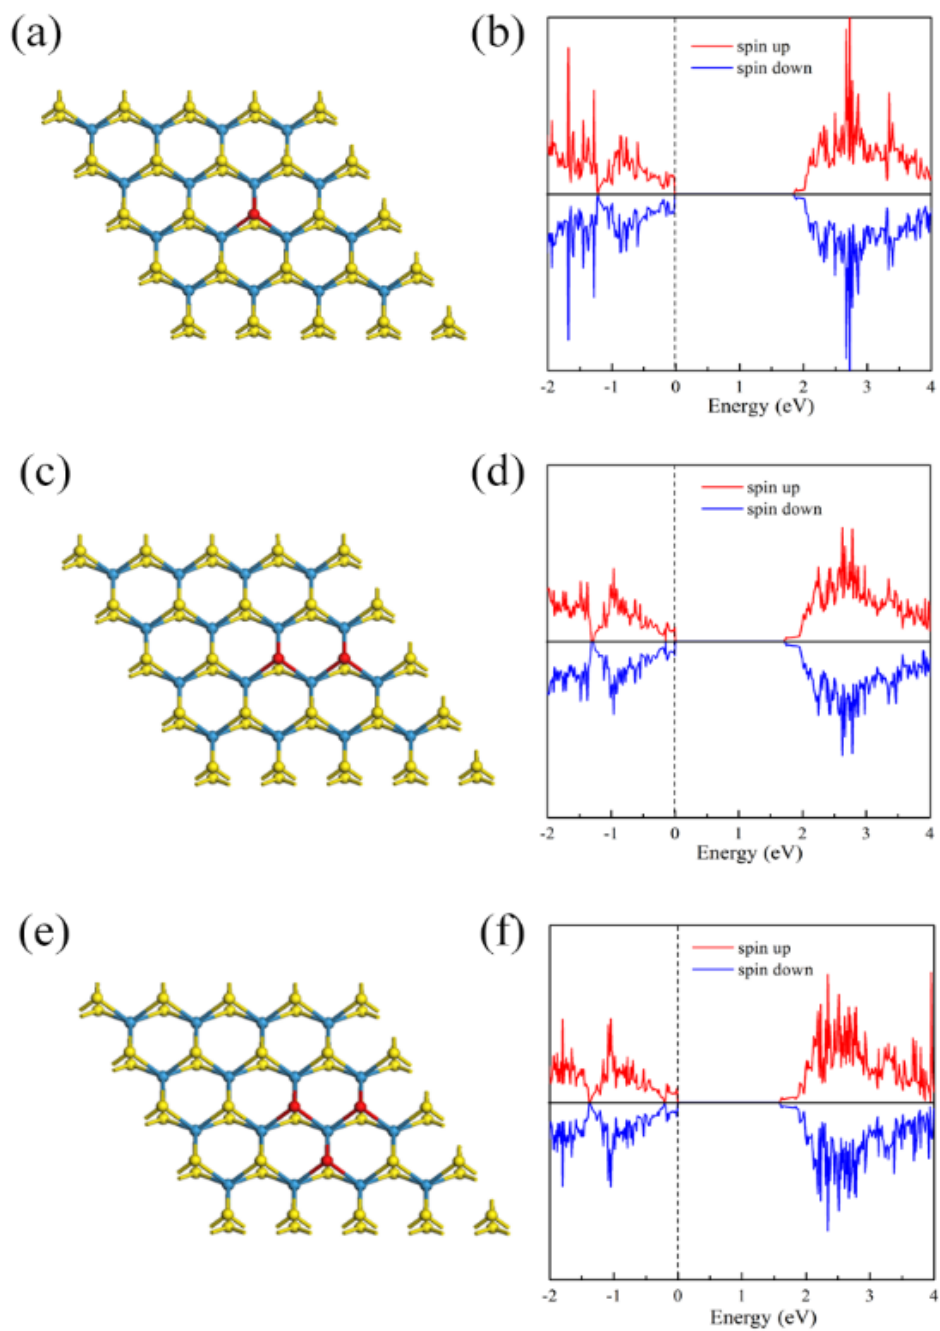 (a)
(b)
spin up
spin down
-2 -1 0 1 2 3 4
Energy (eV)
(c)
(d)
spin up
spin down
-2 -1 0 1 2 3 4
Energy (eV)
(e)
(f)
spin up
spin down
-2 -1 0 1 2 3 4
Energy (eV)